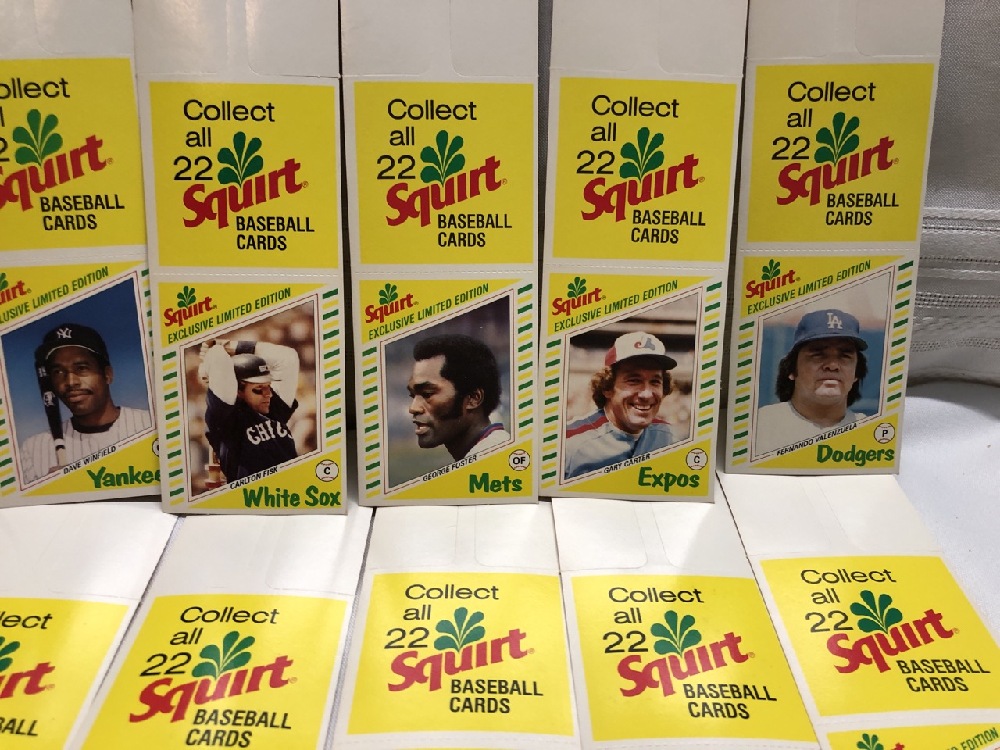 Collect
all
22
Squirt
BASEBALL
CARDS
Squirt
EXCLUSIVE LIMITED EDITION
NY
DAVE WINFIELD
Yankee
Collect
all
22
Squirt
BASEBALL
CARDS
Squirt
EXCLUSIVE LIMITED EDITION
CARLTON FISK
C
White Sox
Collect
all
22
Squirt
BASEBALL
CARDS
Squirt
EXCLUSIVE LIMITED EDITION
GEORGE FOSTER
OF
Mets
Collect
all
22
Squirt
BASEBALL
CARDS
Squirt
EXCLUSIVE LIMITED EDITION
GARY CARTER
C
Expos
Collect
all
22
Squirt
BASEBALL
CARDS
Squirt
EXCLUSIVE LIMITED EDITION
LA
FERNANDO VALENZUELA
P
Dodgers
Collect
all
22
Squirt
BASEBALL
CARDS
Collect
all
22
Squirt
BASEBALL
CARDS
Collect
all
22
Squirt
BASEBALL
CARDS
Collect
all
22
Squirt
BASEBALL
CARDS
EDITION